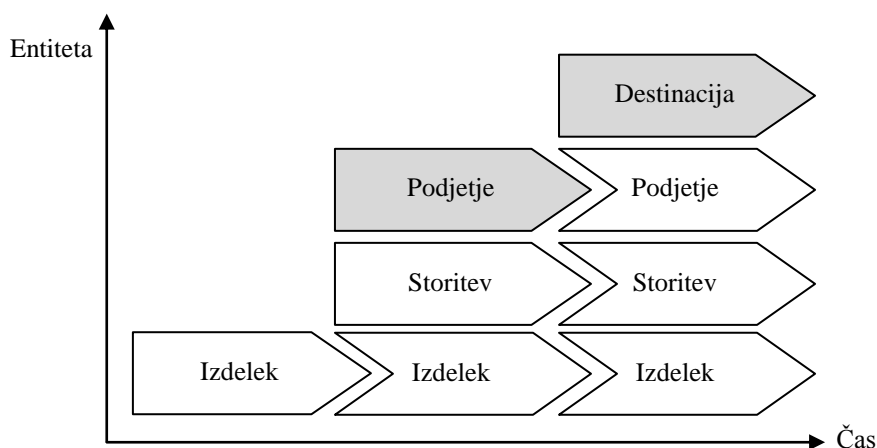 Entiteta
Destinacija
Podjetje
Podjetje
Storitev
Storitev
Izdelek
Izdelek
Izdelek
Čas